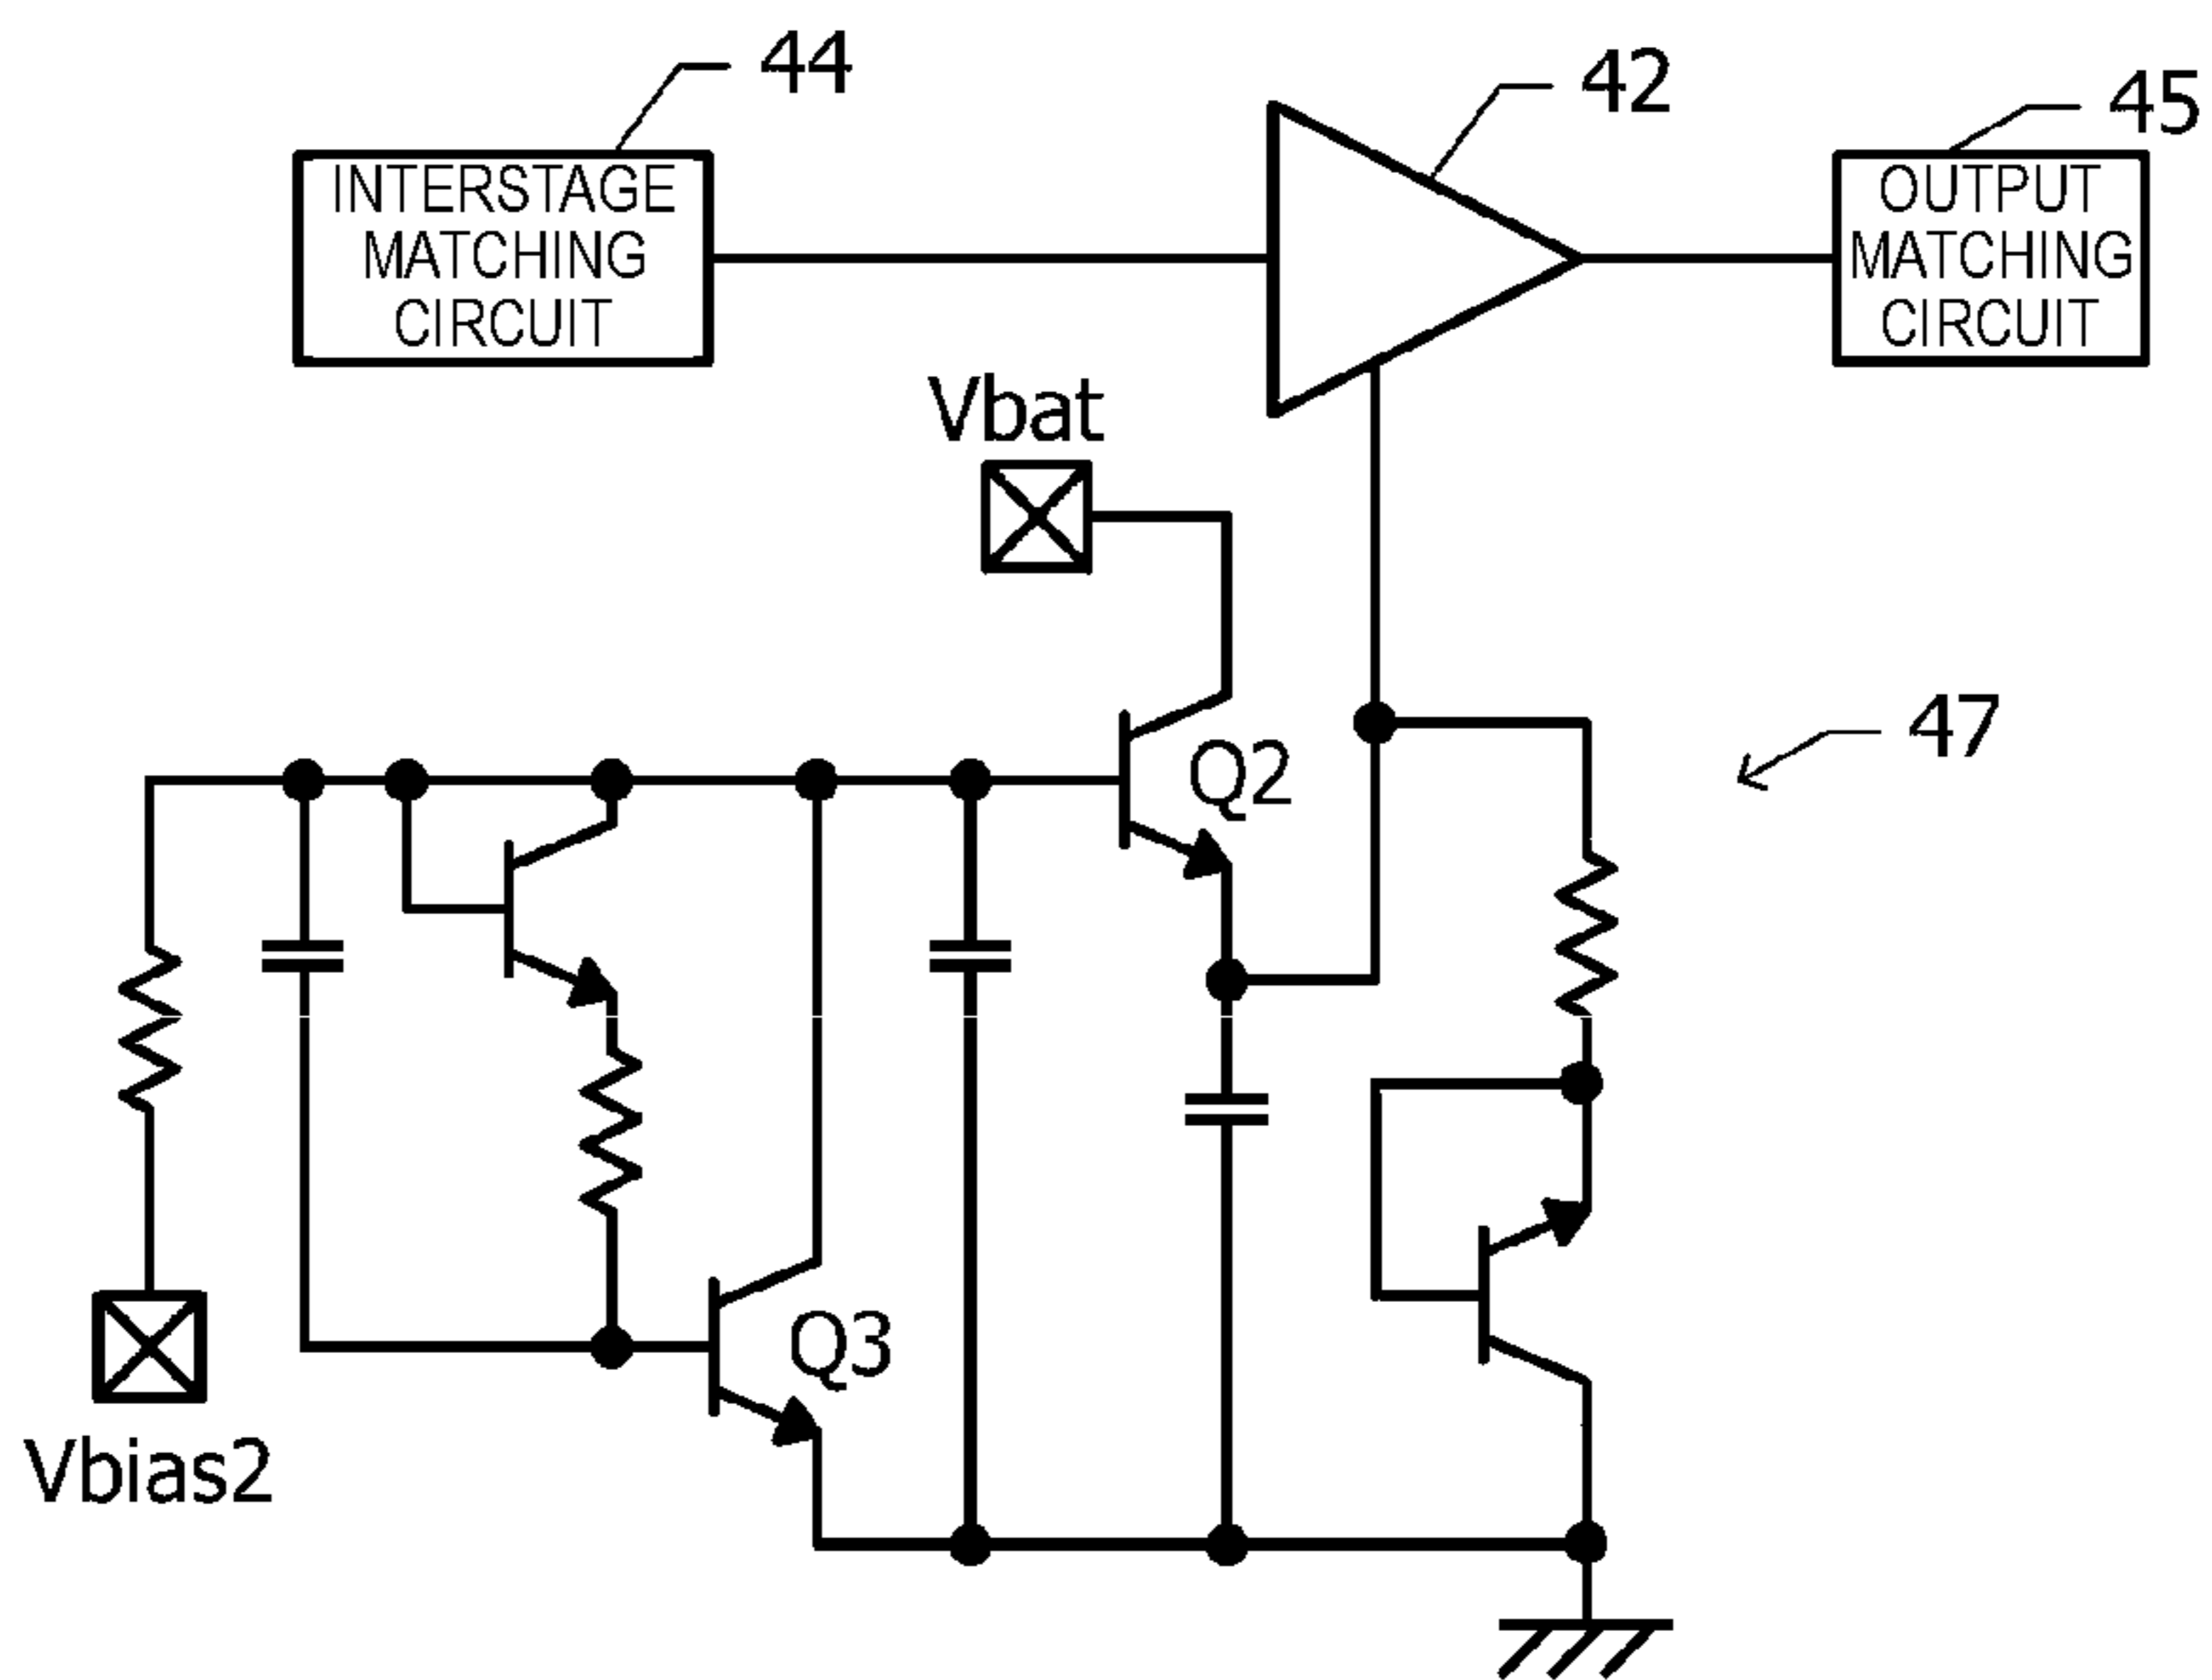 44
42
45
INTERSTAGE
MATCHING
CIRCUIT
OUTPUT
MATCHING
CIRCUIT
Vbat
47
Q2
Q3
Vbias2